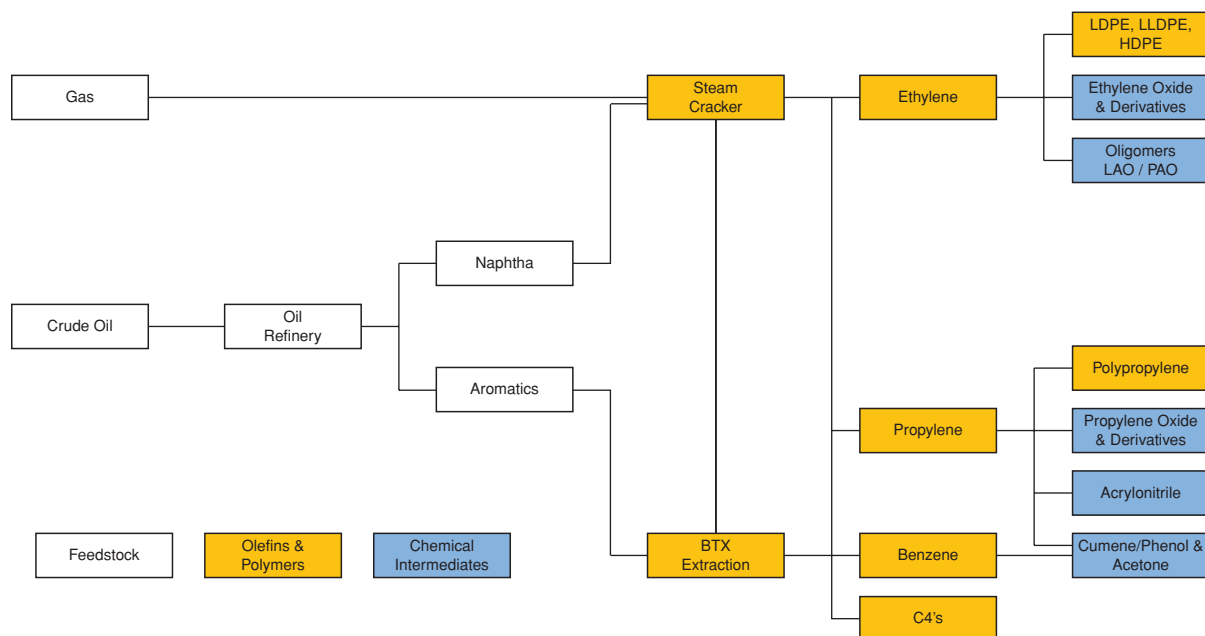 LDPE, LLDPE,
HDPE
Gas
Steam
Cracker
Ethylene
Ethylene Oxide
& Derivatives
Oligomers
LAO / PAO
Naphtha
Crude Oil
Oil
Refinery
Aromatics
Polypropylene
Propylene
Propylene Oxide
& Derivatives
Acrylonitrile
Feedstock
Olefins &
Polymers
Chemical
Intermediates
BTX
Extraction
Benzene
Cumene/Phenol &
Acetone
C4's